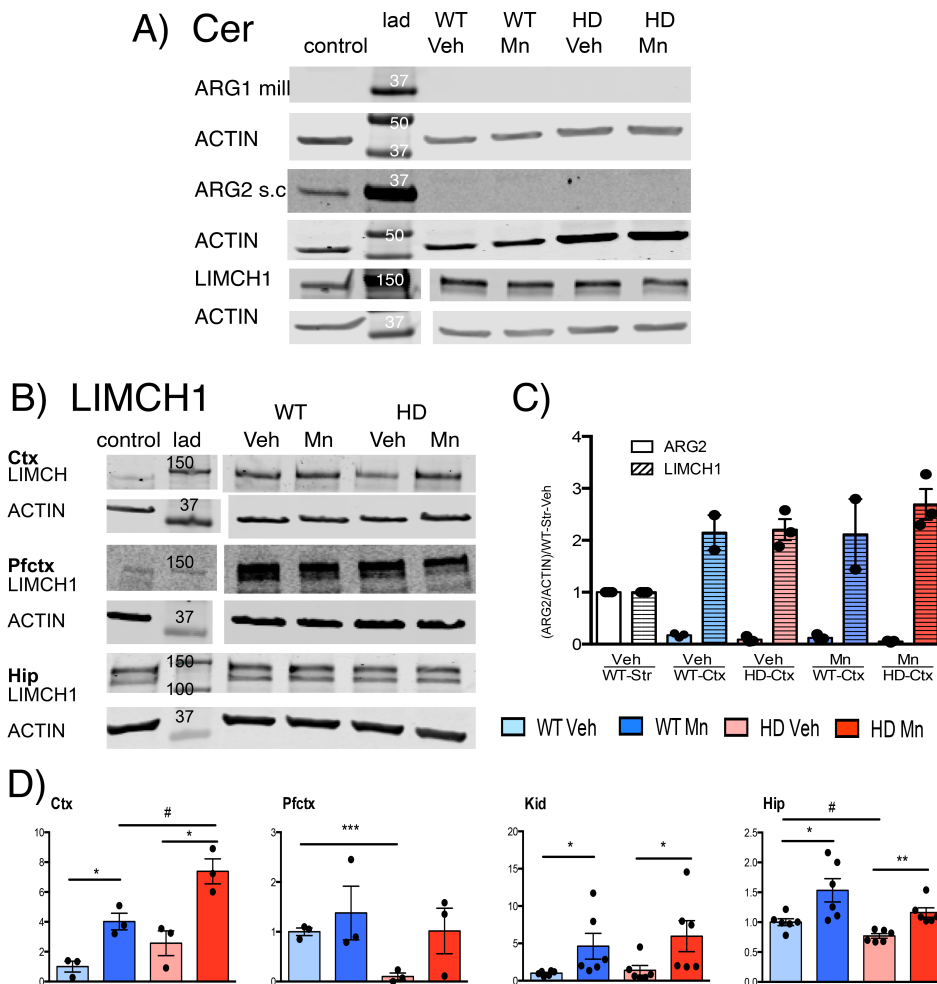 A) Cer
control lad WT Veh WT Mn HD Veh HD Mn
ARG1 mill 37
ACTIN 50 37
ARG2 s.c 37
ACTIN 50
LIMCH1 150
ACTIN 37
B) LIMCH1
WT HD
control lad Veh Mn Veh Mn
Ctx
LIMCH 150
ACTIN 37
Pfctx 150
LIMCH1
ACTIN 37
Hip 150
LIMCH1 100
ACTIN 37
C)
(ARG2/ACTIN)/WT-Str-Veh
4
3
2
1
0
ARG2
LIMCH1
Veh Veh Veh Mn Mn
WT-Str WT-Ctx HD-Ctx WT-Ctx HD-Ctx
WT Veh WT Mn HD Veh HD Mn
D)
Ctx
10
8
6
4
2
0
* # *
Pfctx
3
2
1
0
***
Kid
20
15
10
5
0
* *
Hip
2.5
2.0
1.5
1.0
0.5
0.0
# * **